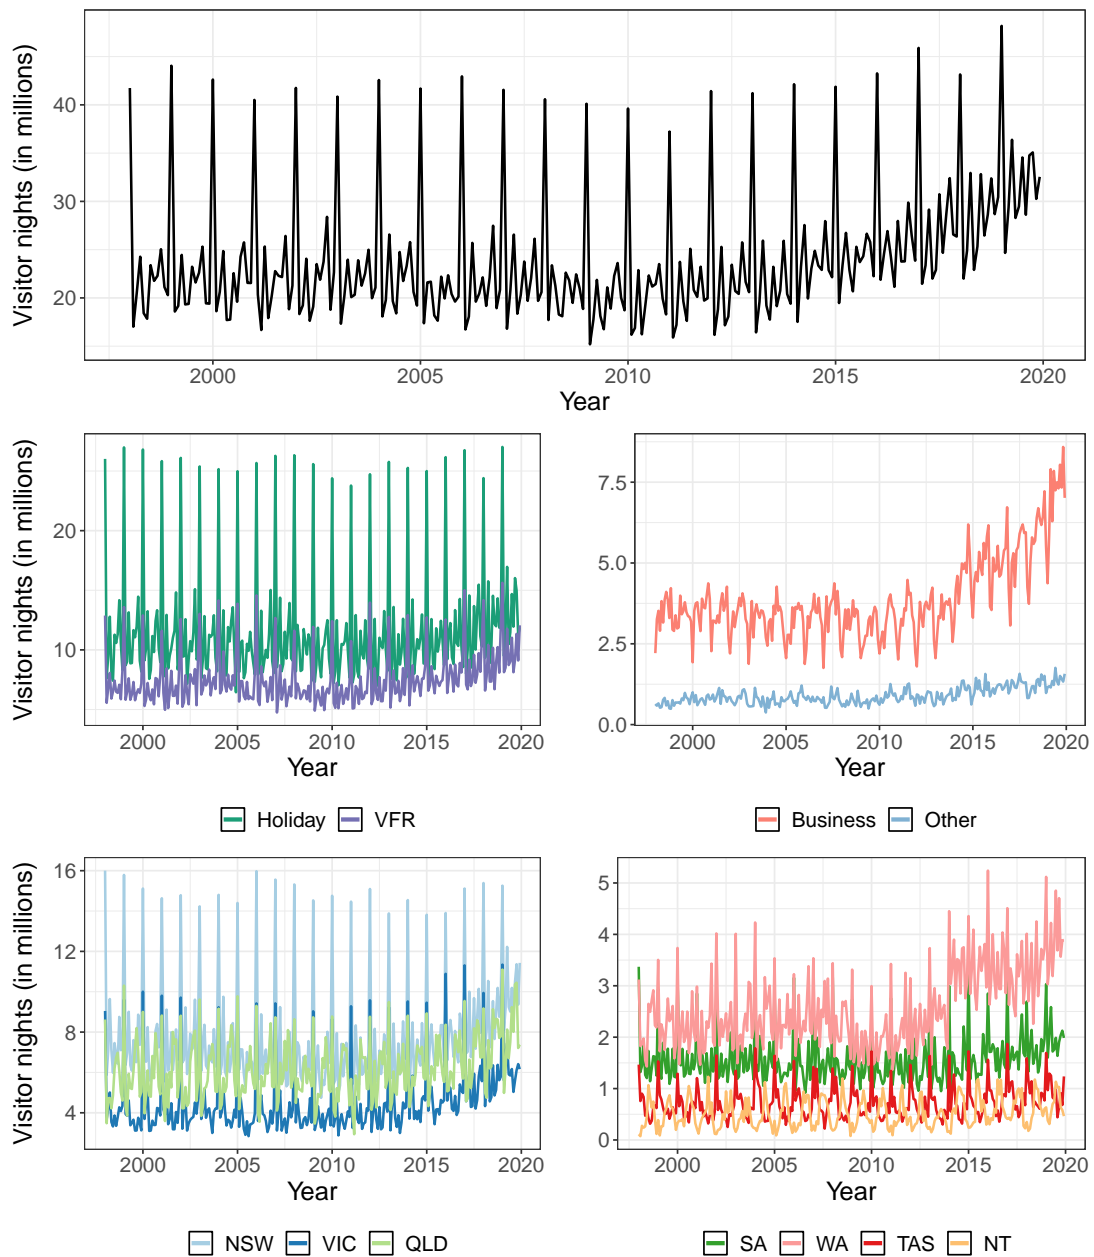 Visitor nights (in millions)
40
30
20
2000 2005 2010 2015 2020
Year
Visitor nights (in millions)
20
10
2000 2005 2010 2015 2020
Year
Holiday VFR
7.5
5.0
2.5
0.0
2000 2005 2010 2015 2020
Year
Business Other
Visitor nights (in millions)
16
12
8
4
2000 2005 2010 2015 2020
Year
NSW VIC QLD
5
4
3
2
1
0
2000 2005 2010 2015 2020
Year
SA WA TAS NT